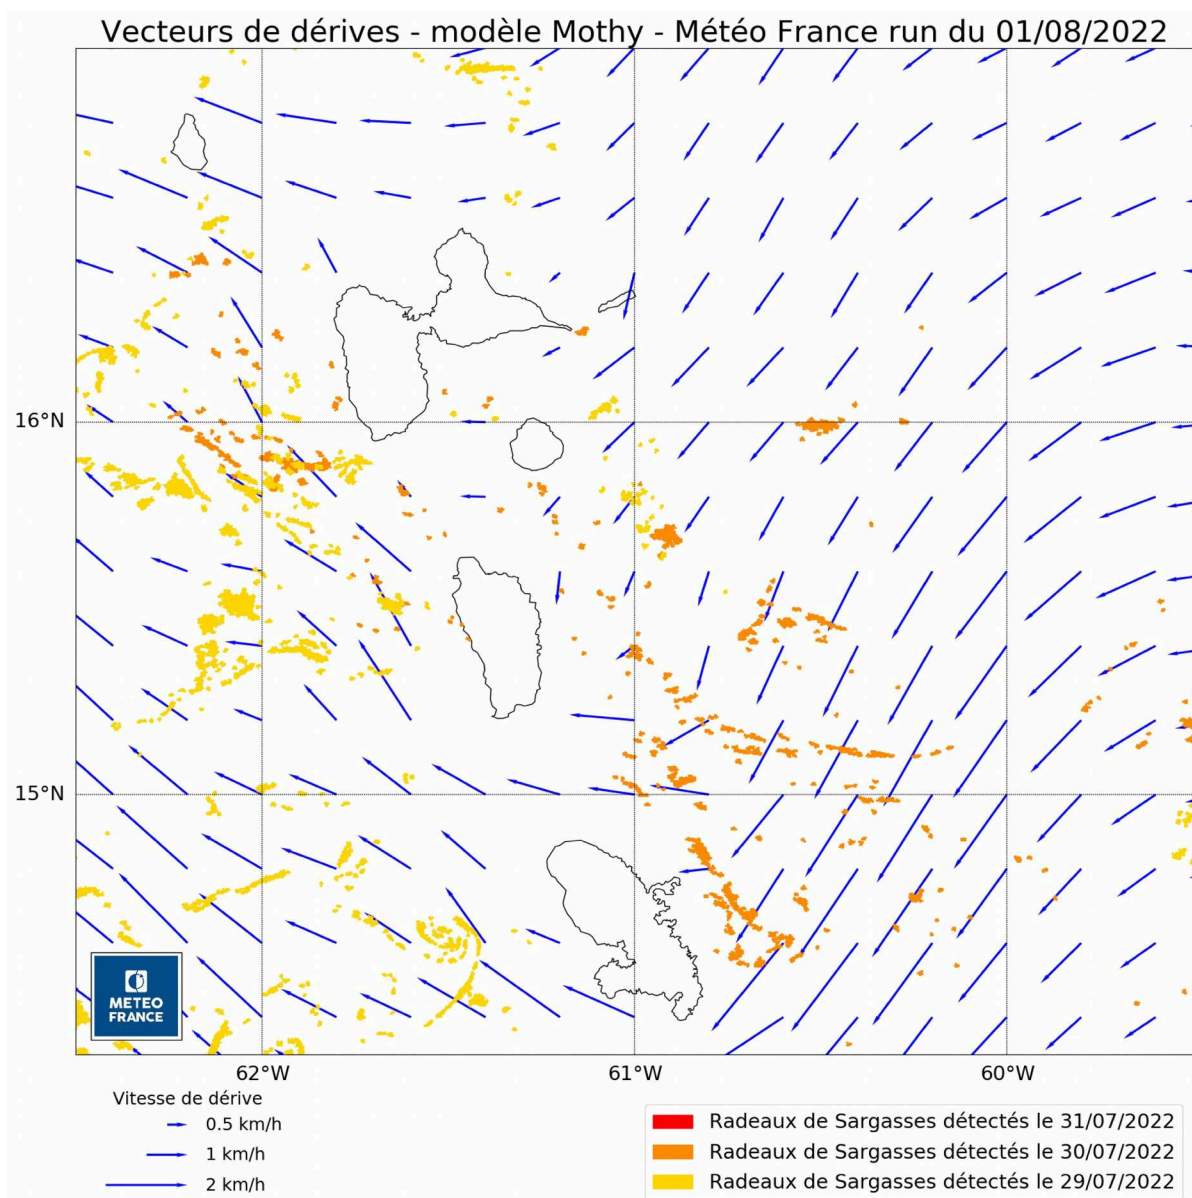 Vecteurs de dérives - modèle Mothy - Météo France run du 01/08/2022
16°N
15°N
METEO
FRANCE
62°W 61°W 60°W
Vitesse de dérive
0.5 km/h
1 km/h
2 km/h
Radeaux de Sargasses détectés le 31/07/2022
Radeaux de Sargasses détectés le 30/07/2022
Radeaux de Sargasses détectés le 29/07/2022